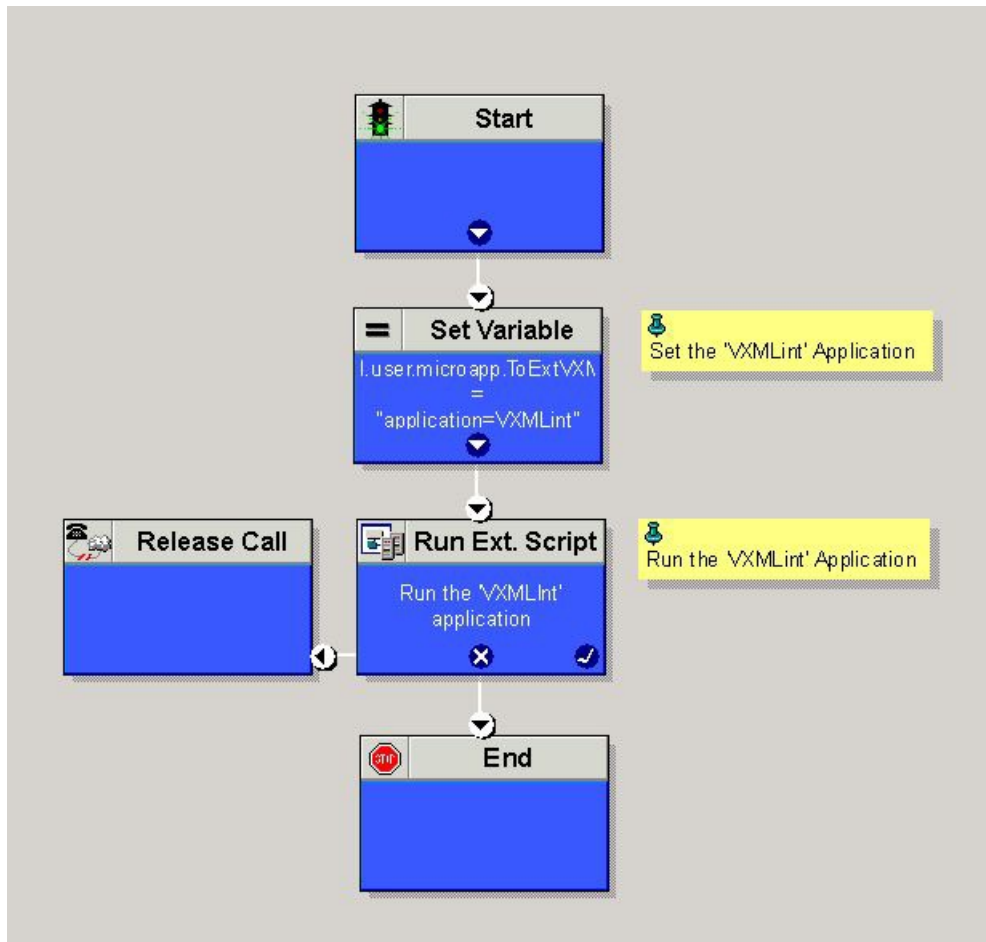 Start
Set Variable
l.user.microapp.ToExtVXM
=
"application=VXMLint"
Set the 'VXMLint' Application
Release Call
Run Ext. Script
Run the 'VXMLInt'
application
Run the 'VXMLint' Application
STOP
End